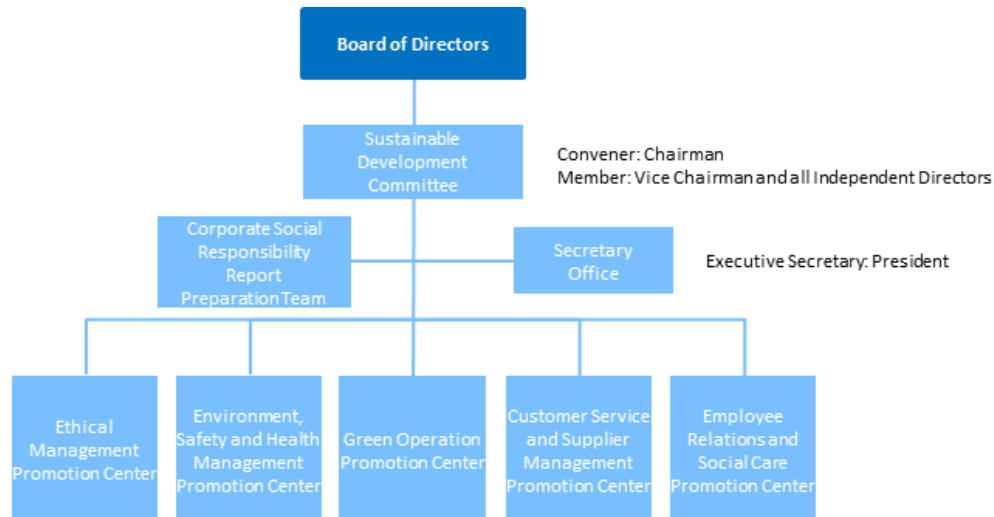 Board of Directors
Sustainable
Development
Committee
Convener: Chairman
Member: Vice Chairman and all Independent Directors
Corporate Social
Responsibility
Report
Preparation Team
Secretary
Office
Executive Secretary: President
Ethical
Management
Promotion Center
Environment,
Safety and Health
Management
Promotion Center
Green Operation
Promotion Center
Customer Service
and Supplier
Management
Promotion Center
Employee
Relations and
Social Care
Promotion Center